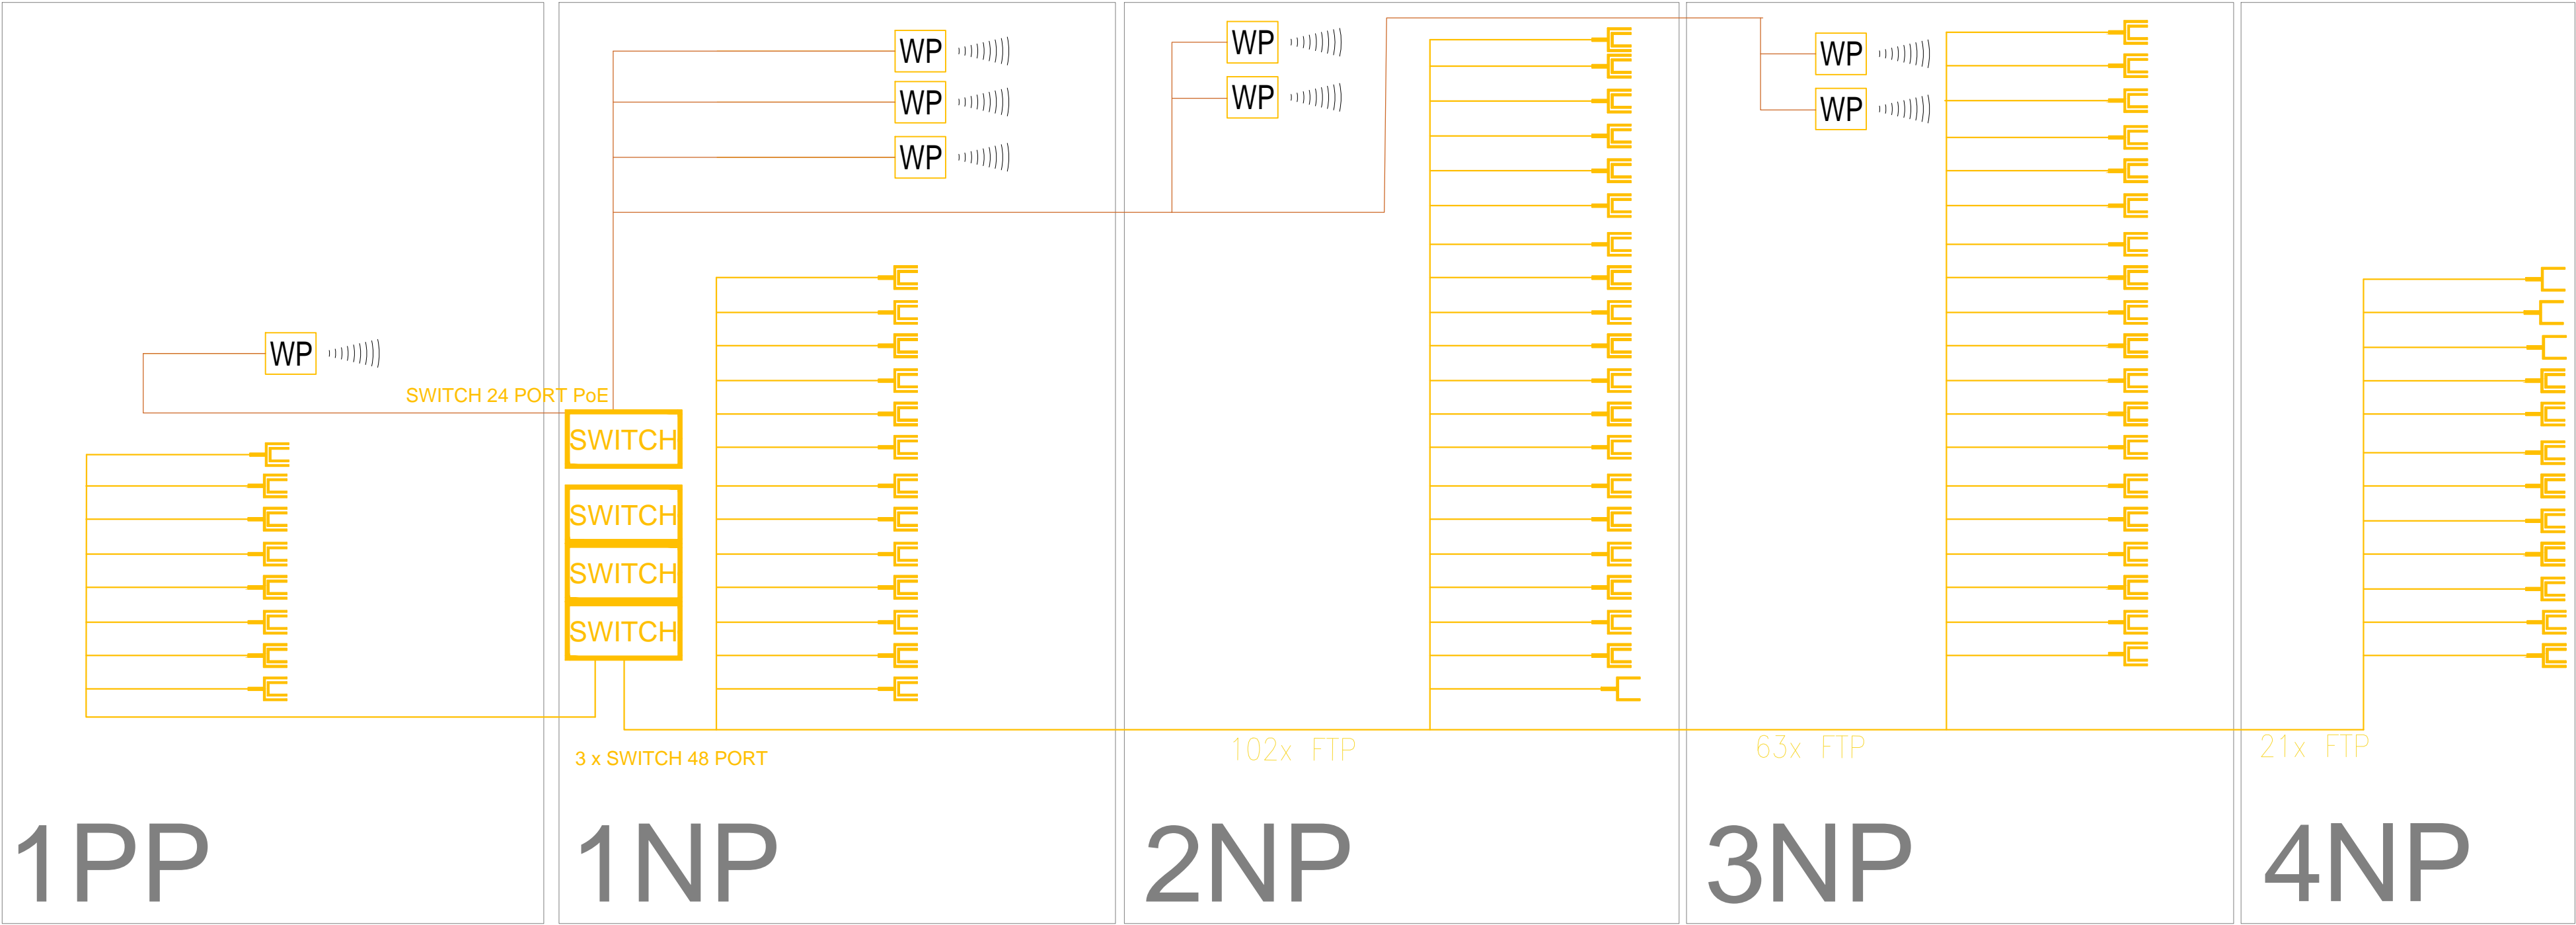 WP
WP
WP
WP
WP
WP
WP
WP
SWITCH 24 PORT PoE
SWITCH
SWITCH
SWITCH
SWITCH
3 x SWITCH 48 PORT
102x FTP
63x FTP
21x FTP
1PP
1NP
2NP
3NP
4NP